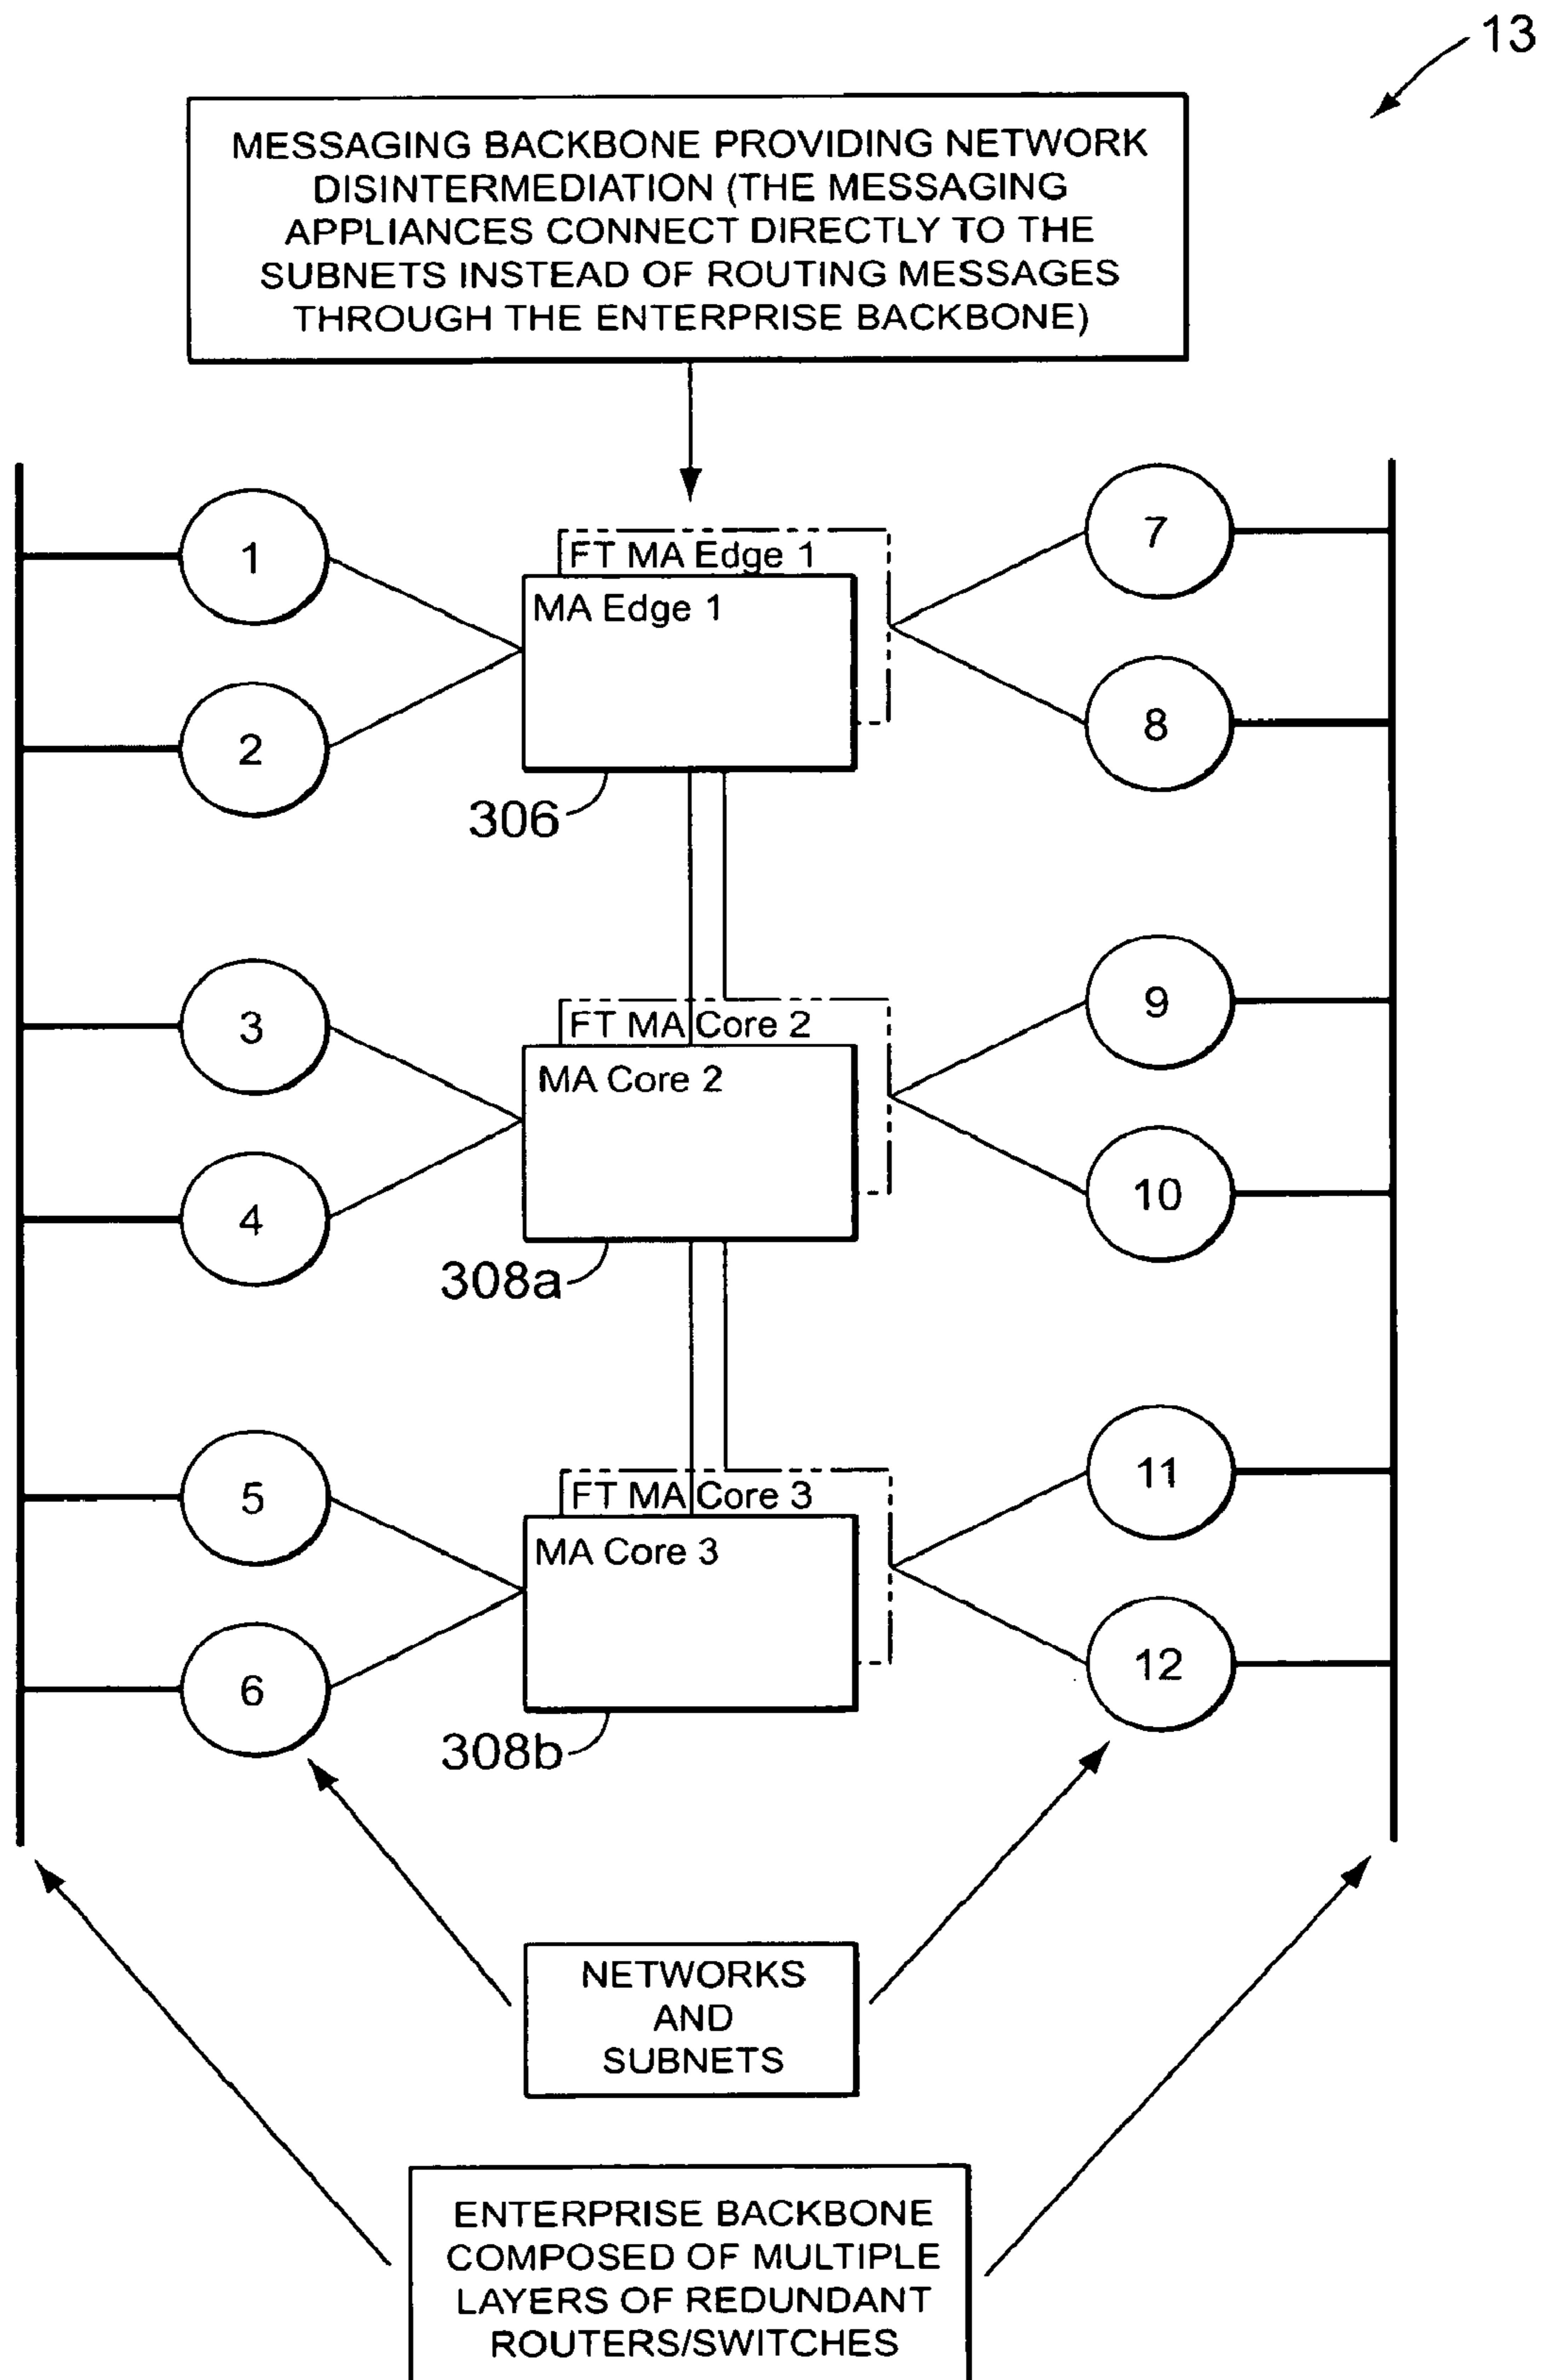 13
MESSAGING BACKBONE PROVIDING NETWORK
DISINTERMEDIATION (THE MESSAGING
APPLIANCES CONNECT DIRECTLY TO THE
SUBNETS INSTEAD OF ROUTING MESSAGES
THROUGH THE ENTERPRISE BACKBONE)
1
FT MA Edge 1
7
MA Edge 1
2
8
306
3
FT MA Core 2
9
MA Core 2
4
10
308a
5
FT MA Core 3
11
MA Core 3
6
12
308b
NETWORKS
AND
SUBNETS
ENTERPRISE BACKBONE
COMPOSED OF MULTIPLE
LAYERS OF REDUNDANT
ROUTERS/SWITCHES